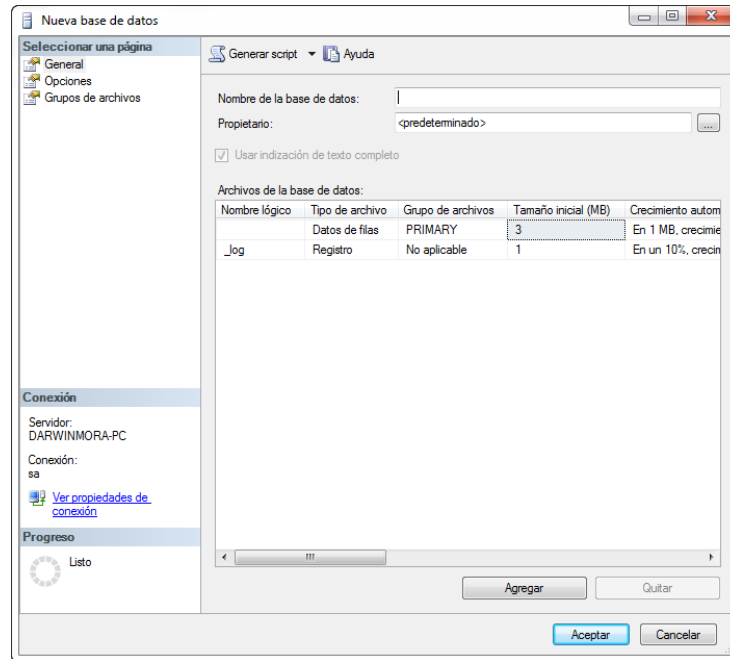 Nueva base de datos
Seleccionar una página
General
Opciones
Grupos de archivos
Conexión
Servidor:
DARWINMORA-PC
Conexión:
sa
Ver propiedades de
conexión
Progreso
Listo
Generar script Ayuda
Nombre de la base de datos:
Propietario: <predeterminado> ...
Usar indización de texto completo
Archivos de la base de datos:
Nombre lógico Tipo de archivo Grupo de archivos Tamaño inicial (MB) Crecimiento autom
Datos de filas PRIMARY 3 En 1 MB, crecimie
_log Registro No aplicable 1 En un 10%, crecin
Agregar Quitar
Aceptar Cancelar